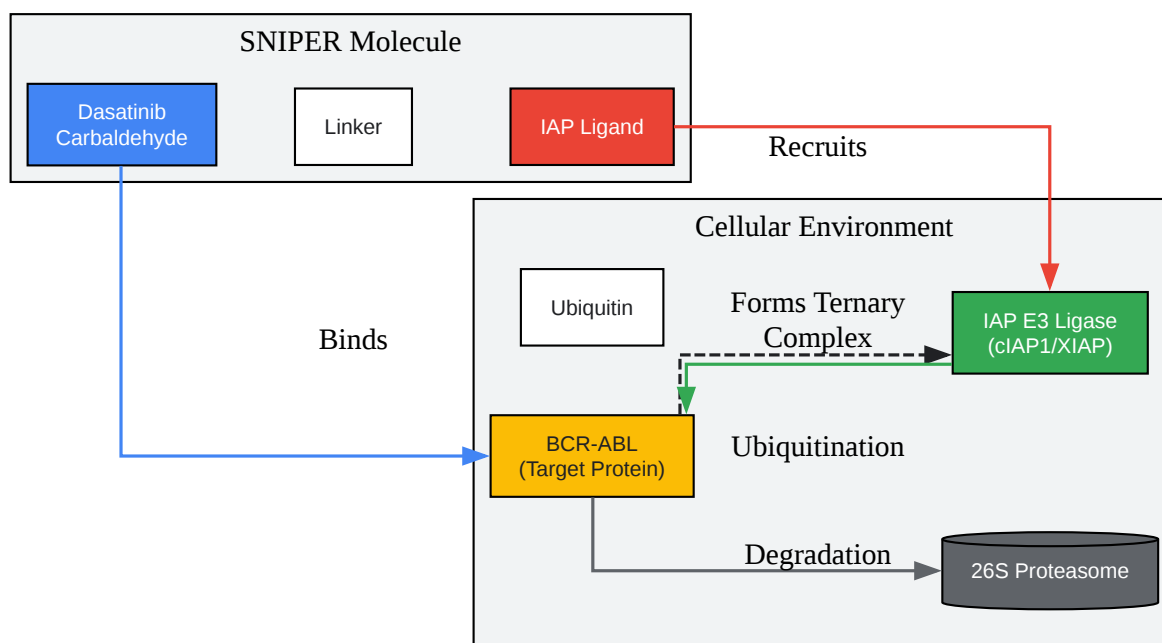 SNIPER Molecule
Dasatinib
Carbaldehyde
Linker
IAP Ligand
Recruits
Cellular Environment
Ubiquitin
Forms Ternary
Complex
IAP E3 Ligase
(cIAP1/XIAP)
Binds
BCR-ABL
(Target Protein)
Ubiquitination
Degradation
26S Proteasome